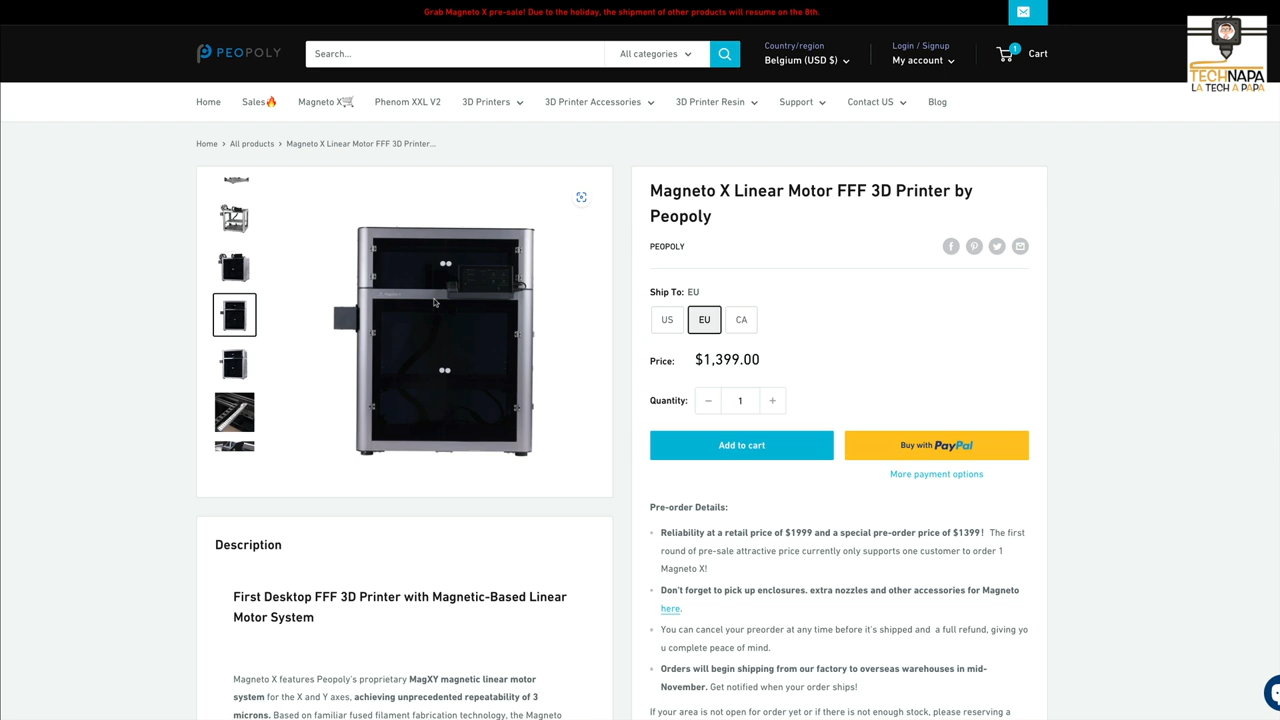 Grab Magneto X pre-sale! Due to the holiday, the shipment of other products will resume on the 8th.
PEOPOLY
Search...
All categories
Country/region
Belgium (USD $)
Login / Signup
My account
1
Cart
TECHNAPA
LA TECH A PAPA
Home
Sales🔥
Magneto X🛒
Phenom XXL V2
3D Printers
3D Printer Accessories
3D Printer Resin
Support
Contact US
Blog
Home > All products > Magneto X Linear Motor FFF 3D Printer...
Magneto X Linear Motor FFF 3D Printer by
Peopoly
PEOPOLY
Ship To: EU
US
EU
CA
Price: $1,399.00
Quantity: − 1 +
Add to cart
Buy with PayPal
More payment options
Pre-order Details:
Reliability at a retail price of $1999 and a special pre-order price of $1399! The first
round of pre-sale attractive price currently only supports one customer to order 1
Magneto X!
Don't forget to pick up enclosures. extra nozzles and other accessories for Magneto
here.
You can cancel your preorder at any time before it's shipped and a full refund, giving yo
u complete peace of mind.
Orders will begin shipping from our factory to overseas warehouses in mid-
November. Get notified when your order ships!
If your area is not open for order yet or if there is not enough stock, please reserving a
Description
First Desktop FFF 3D Printer with Magnetic-Based Linear
Motor System
Magneto X features Peopoly's proprietary MagXY magnetic linear motor
system for the X and Y axes, achieving unprecedented repeatability of 3
microns. Based on familiar fused filament fabrication technology, the Magneto